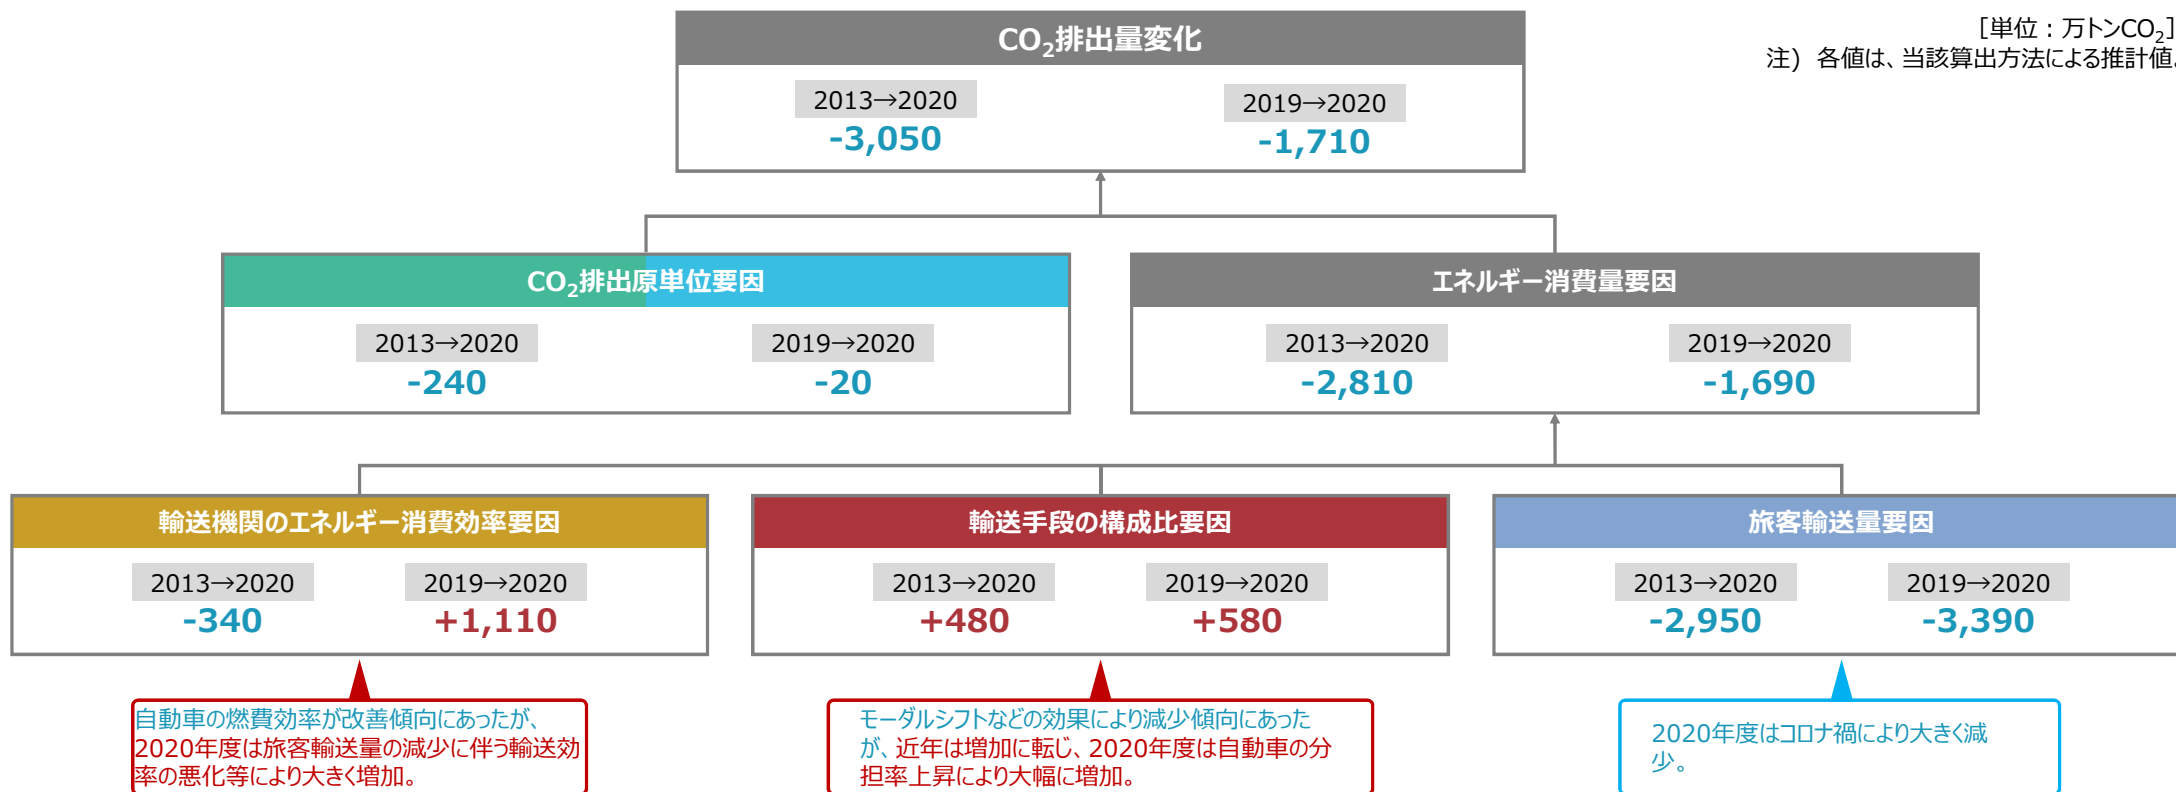 CO₂排出量変化
[単位：万トンCO₂]
注) 各値は、当該算出方法による推計値。
2013→2020
2019→2020
-3,050
-1,710
CO₂排出原単位要因
2013→2020
2019→2020
-240
-20
エネルギー消費量要因
2013→2020
2019→2020
-2,810
-1,690
輸送機関のエネルギー消費効率要因
2013→2020
2019→2020
-340
+1,110
輸送手段の構成比要因
2013→2020
2019→2020
+480
+580
旅客輸送量要因
2013→2020
2019→2020
-2,950
-3,390
自動車の燃費効率が改善傾向にあったが、
2020年度は旅客輸送量の減少に伴う輸送効
率の悪化等により大きく増加。
モーダルシフトなどの効果により減少傾向にあった
が、近年は増加に転じ、2020年度は自動車の分
担率上昇により大幅に増加。
2020年度はコロナ禍により大きく減
少。